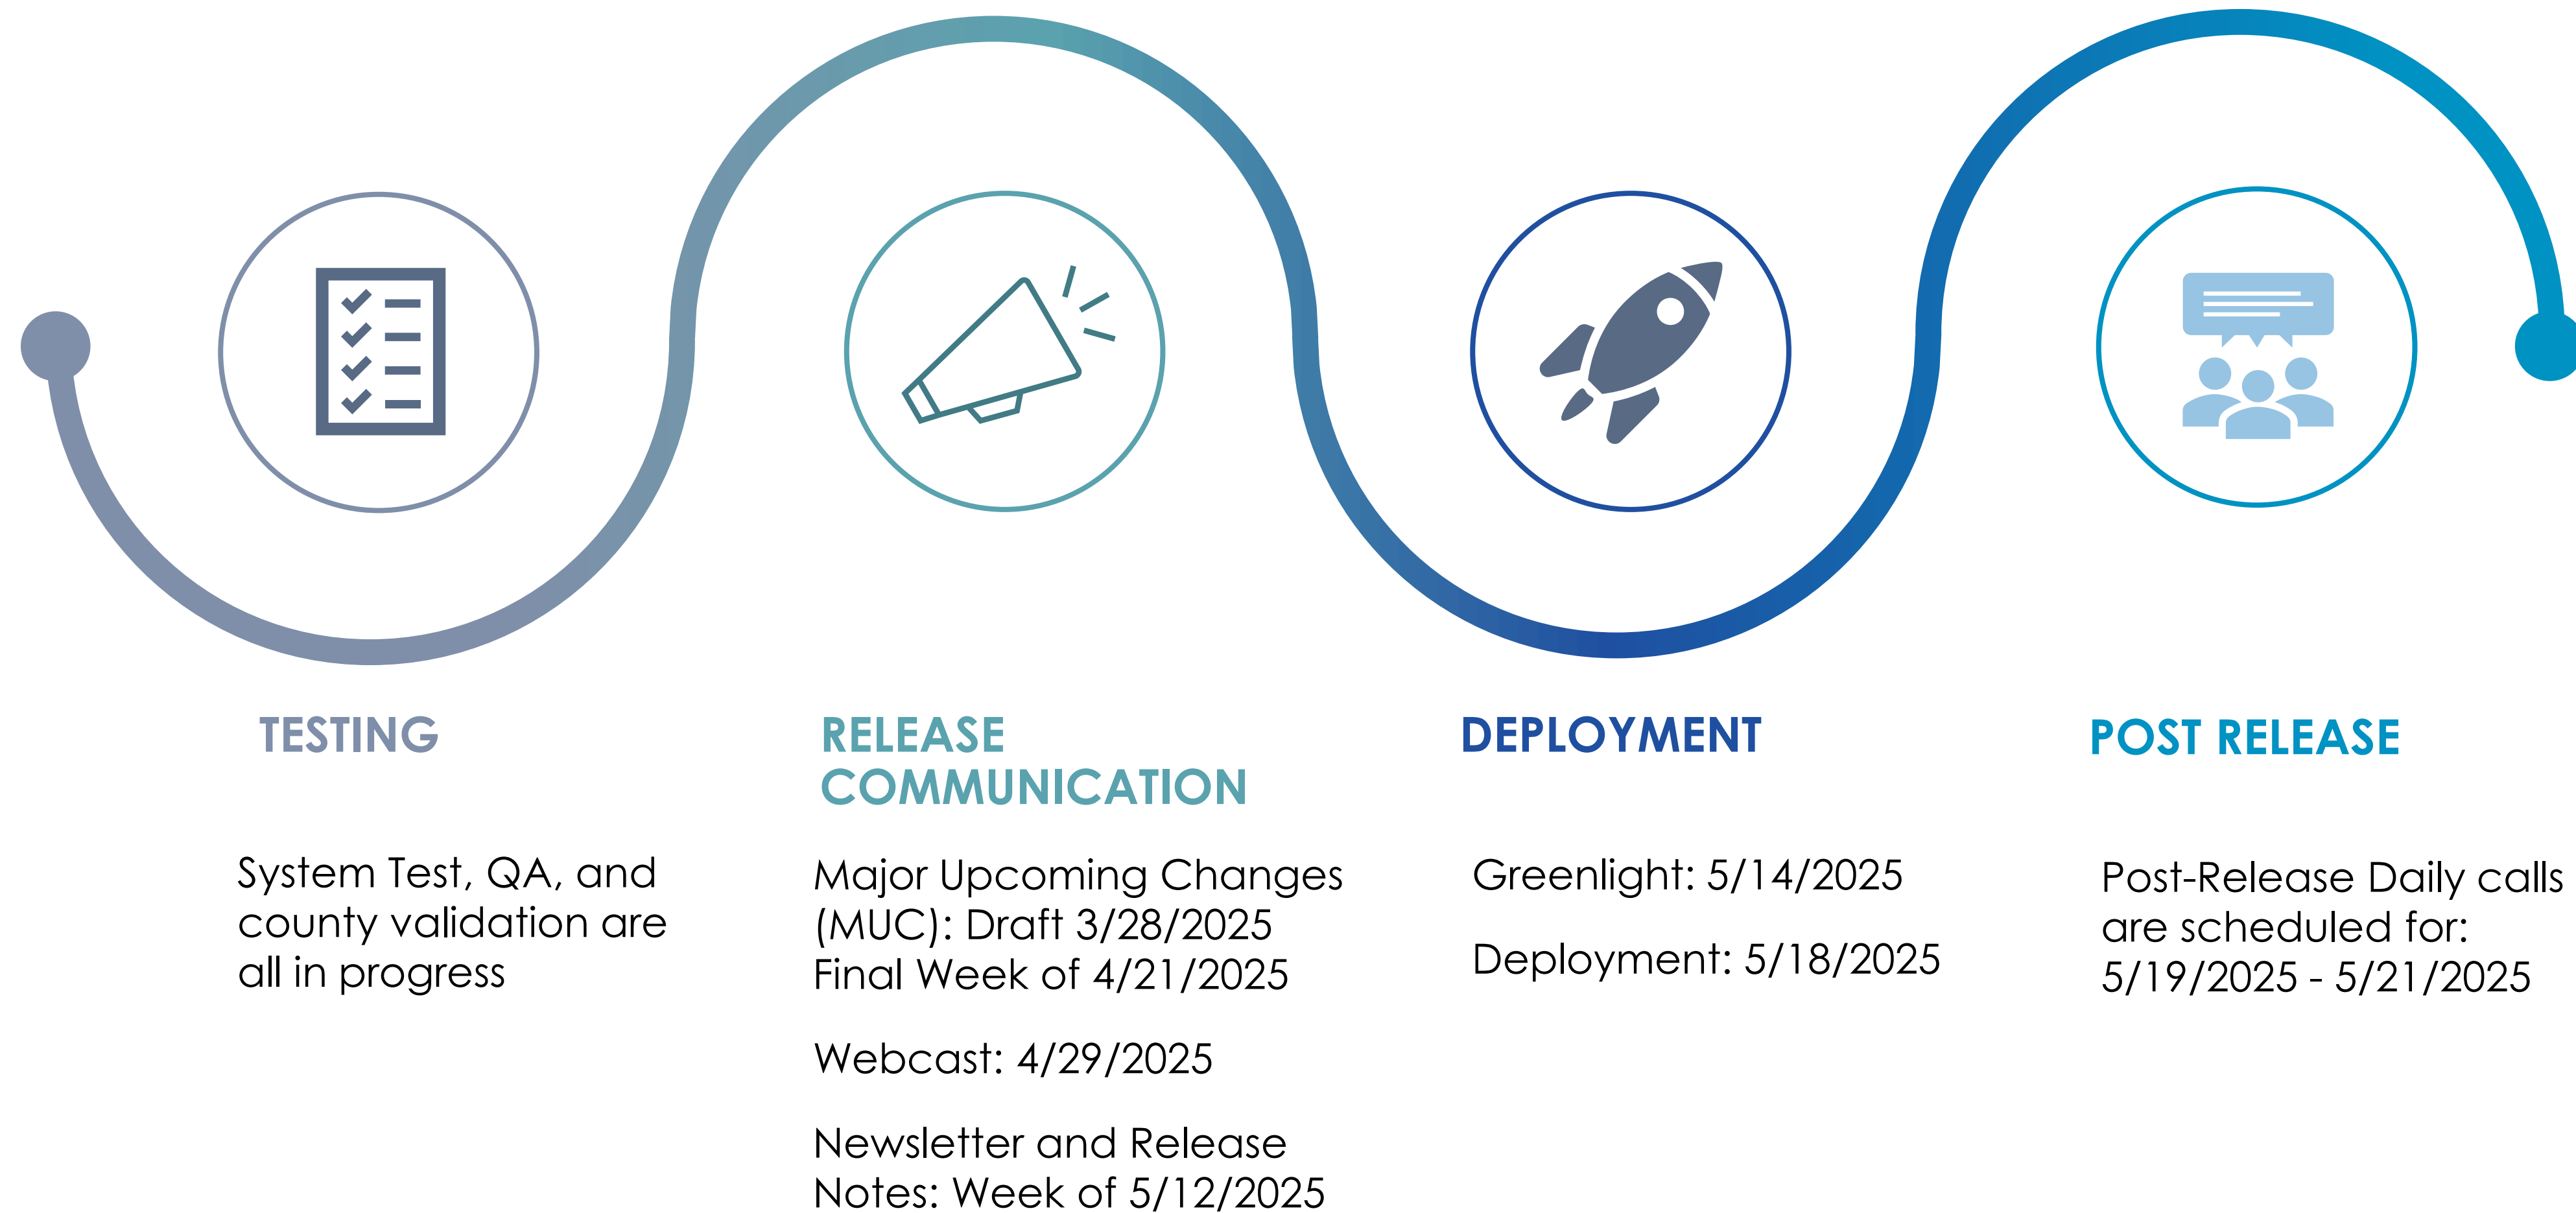 TESTING
System Test, QA, and
county validation are
all in progress
RELEASE
COMMUNICATION
Major Upcoming Changes
(MUC): Draft 3/28/2025
Final Week of 4/21/2025
Webcast: 4/29/2025
Newsletter and Release
Notes: Week of 5/12/2025
DEPLOYMENT
Greenlight: 5/14/2025
Deployment: 5/18/2025
POST RELEASE
Post-Release Daily calls
are scheduled for:
5/19/2025 - 5/21/2025